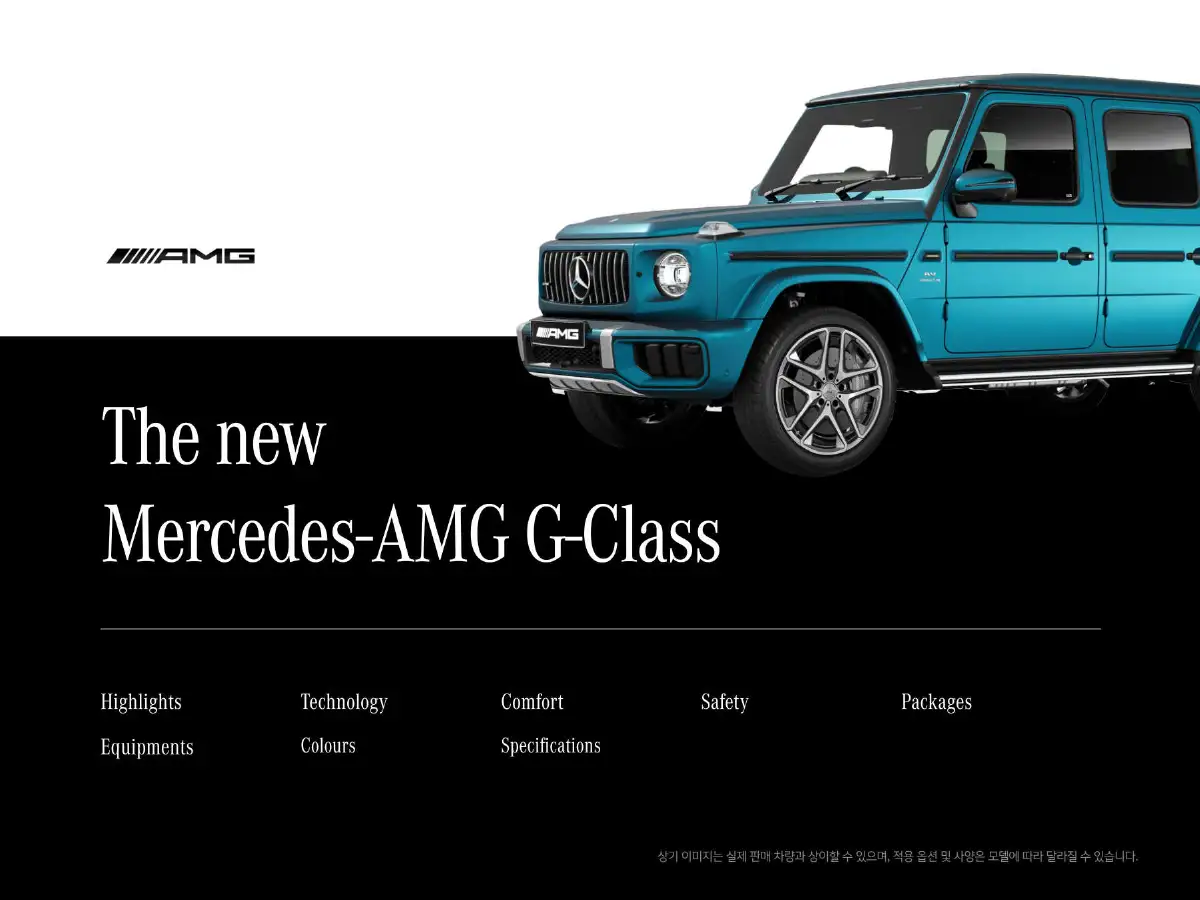 AMG
AMG
The new
Mercedes-AMG G-Class
Highlights
Technology
Comfort
Safety
Packages
Equipments
Colours
Specifications
상기 이미지는 실제 판매 차량과 상이할 수 있으며, 적용 옵션 및 사양은 모델에 따라 달라질 수 있습니다.